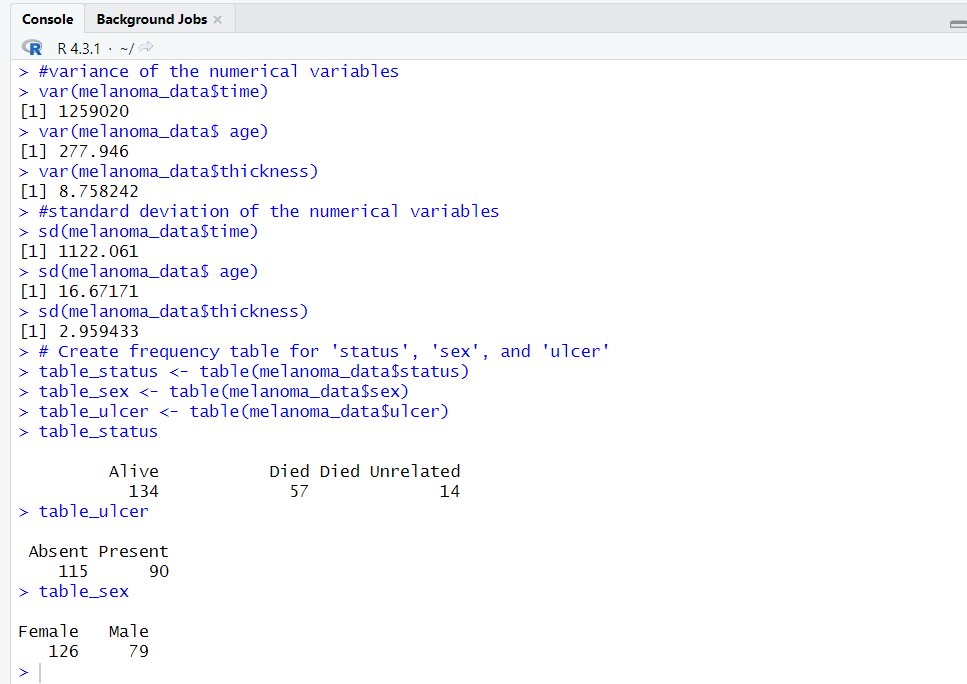 Console Background Jobs ×
R R 4.3.1 · ~/
> #variance of the numerical variables
> var(melanoma_data$time)
[1] 1259020
> var(melanoma_data$ age)
[1] 277.946
> var(melanoma_data$thickness)
[1] 8.758242
> #standard deviation of the numerical variables
> sd(melanoma_data$time)
[1] 1122.061
> sd(melanoma_data$ age)
[1] 16.67171
> sd(melanoma_data$thickness)
[1] 2.959433
> # Create frequency table for 'status', 'sex', and 'ulcer'
> table_status <- table(melanoma_data$status)
> table_sex <- table(melanoma_data$sex)
> table_ulcer <- table(melanoma_data$ulcer)
> table_status
Alive Died Died Unrelated
134 57 14
> table_ulcer
Absent Present
115 90
> table_sex
Female Male
126 79
>